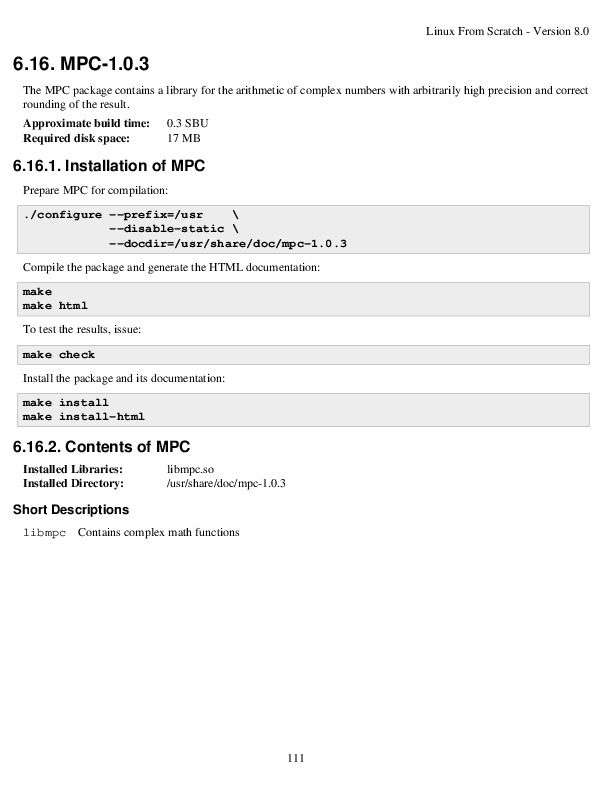 Linux From Scratch - Version 8.0
6.16. MPC-1.0.3
The MPC package contains a library for the arithmetic of complex numbers with arbitrarily high precision and correct
rounding of the result.
Approximate build time: 0.3 SBU
Required disk space: 17 MB
6.16.1. Installation of MPC
Prepare MPC for compilation:
./configure --prefix=/usr    \
            --disable-static \
            --docdir=/usr/share/doc/mpc-1.0.3
Compile the package and generate the HTML documentation:
make
make html
To test the results, issue:
make check
Install the package and its documentation:
make install
make install-html
6.16.2. Contents of MPC
Installed Libraries: libmpc.so
Installed Directory: /usr/share/doc/mpc-1.0.3
Short Descriptions
libmpc Contains complex math functions
111